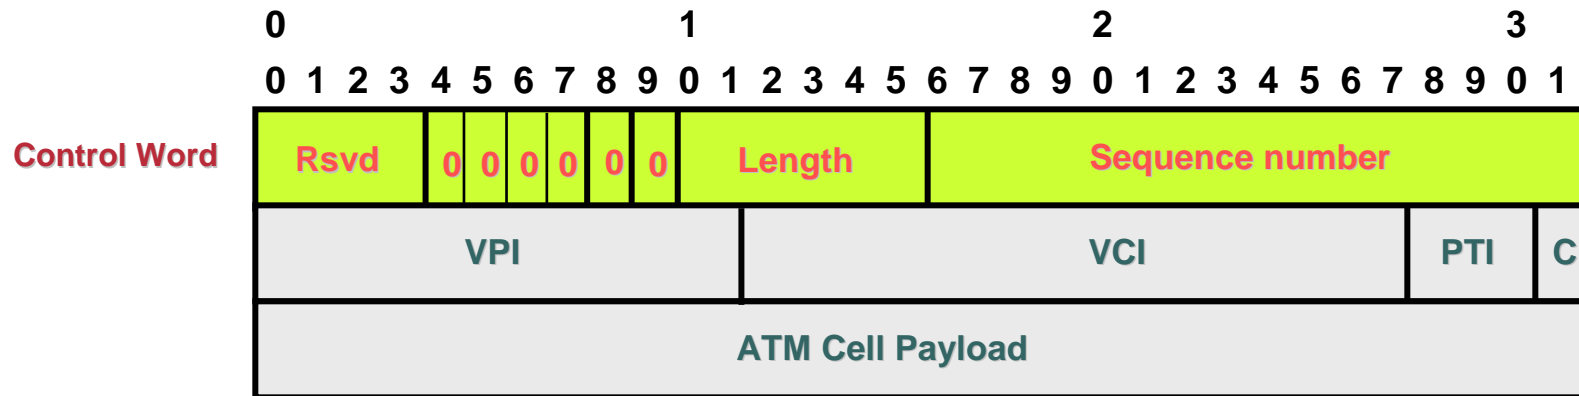 0 1 2 3
0 1 2 3 4 5 6 7 8 9 0 1 2 3 4 5 6 7 8 9 0 1 2 3 4 5 6 7 8 9 0 1
Control Word Rsvd 0 0 0 0 0 0 Length Sequence number
VPI VCI PTI C
ATM Cell Payload